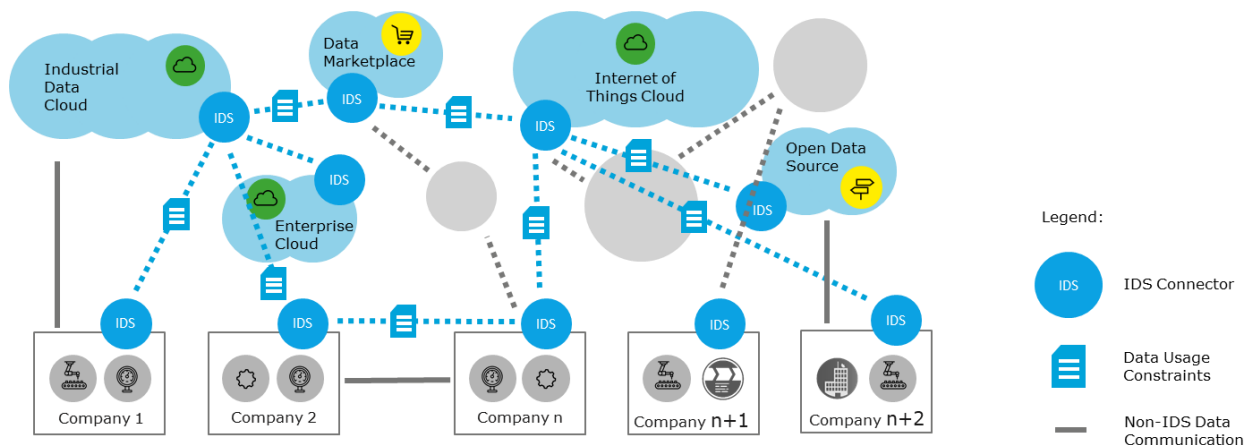 Industrial
Data
Cloud
Data
Marketplace
Internet of
Things Cloud
IDS
IDS
IDS
Open Data
Source
IDS
Enterprise
Cloud
IDS
Legend:
IDS
IDS Connector
IDS
IDS
IDS
IDS
IDS
Data Usage
Constraints
Company 1
Company 2
Company n
Company n+1
Company n+2
Non-IDS Data
Communication